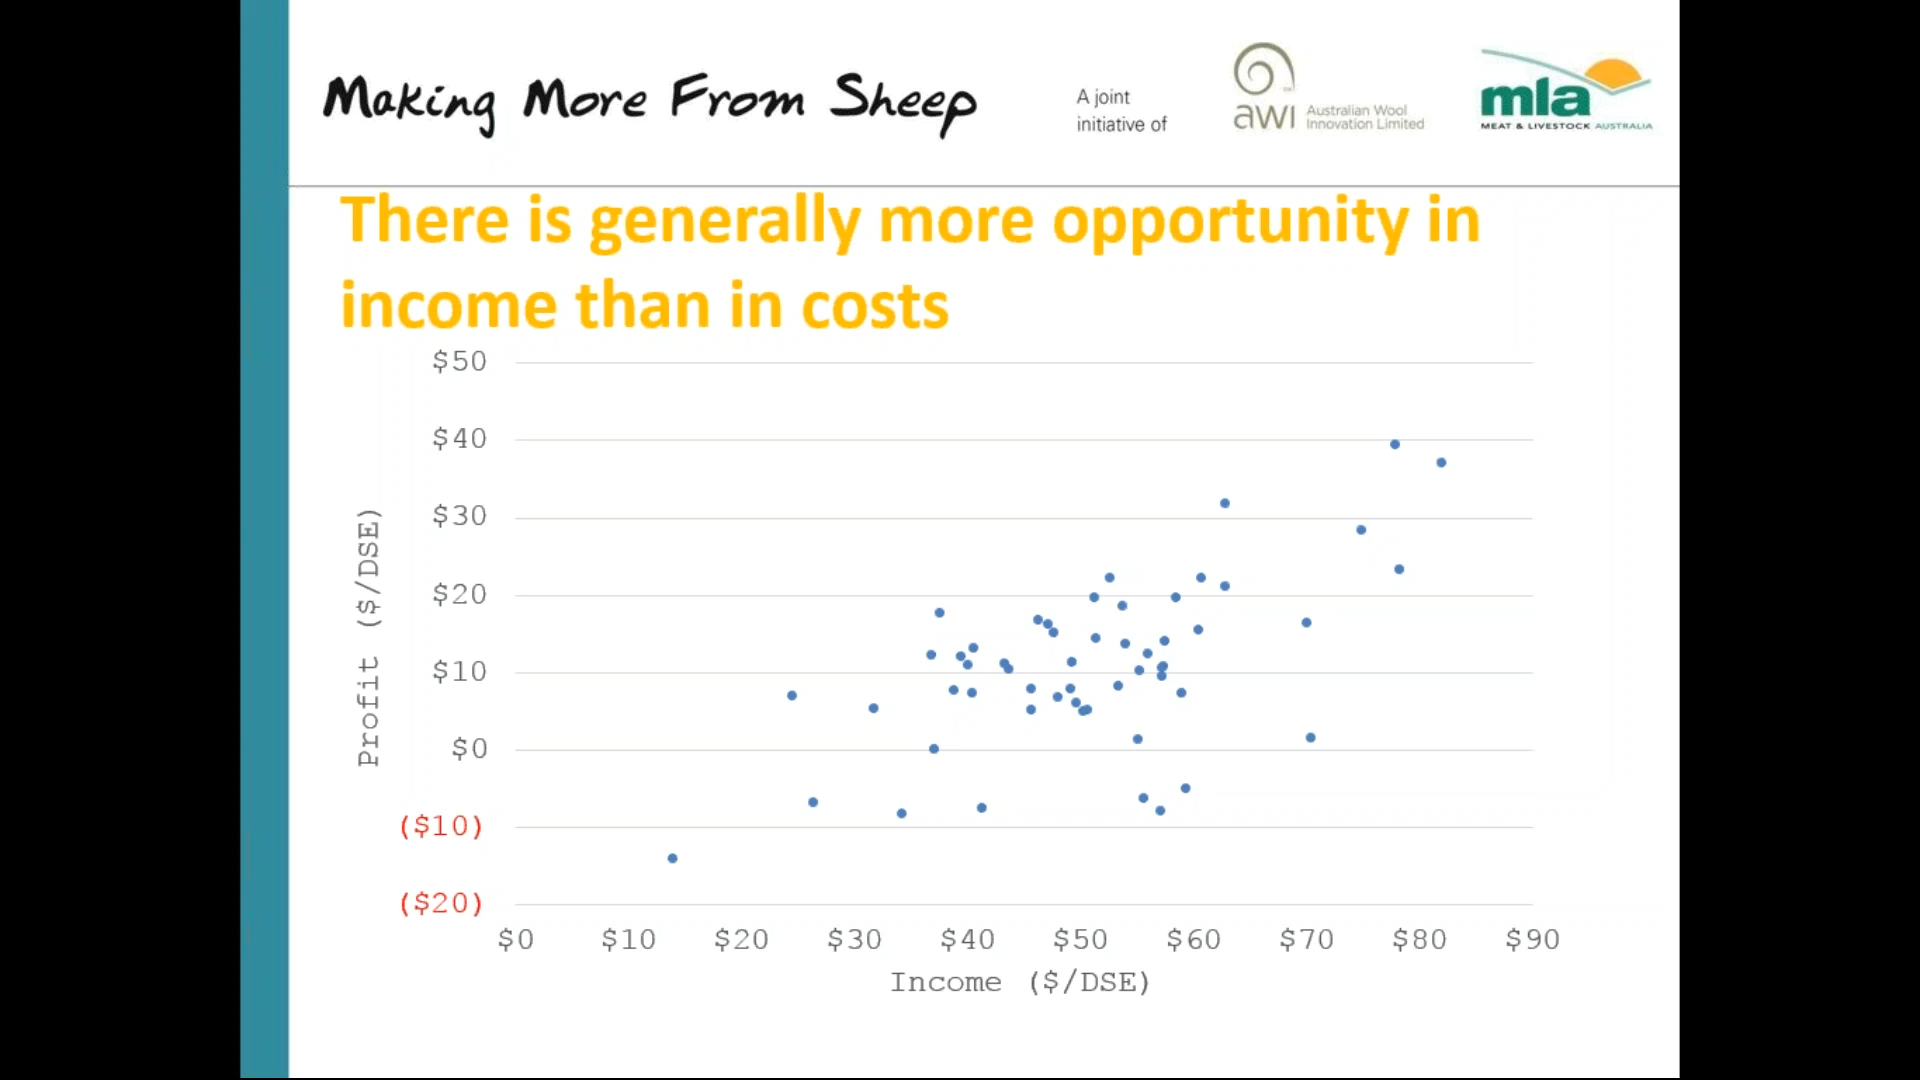 Making More From Sheep
A joint
initiative of
awi
Australian Wool
Innovation Limited
mla
MEAT & LIVESTOCK AUSTRALIA
There is generally more opportunity in
income than in costs
$50
$40
$30
$20
$10
$0
($10)
($20)
Profit ($/DSE)
$0 $10 $20 $30 $40 $50 $60 $70 $80 $90
Income ($/DSE)